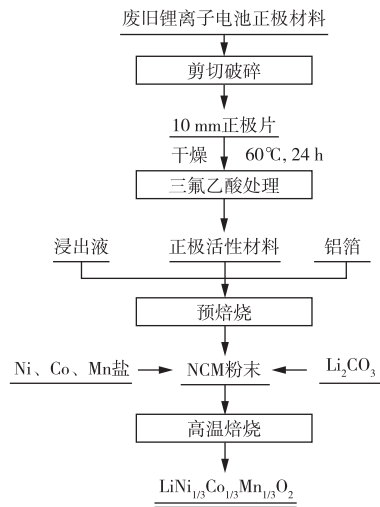 废旧锂离子电池正极材料
剪切破碎
10 mm正极片
干燥 60℃, 24 h
三氟乙酸处理
浸出液 正极活性材料 铝箔
预焙烧
Ni、Co、Mn盐 NCM粉末 Li₂CO₃
高温焙烧
LiNi₁/₃Co₁/₃Mn₁/₃O₂